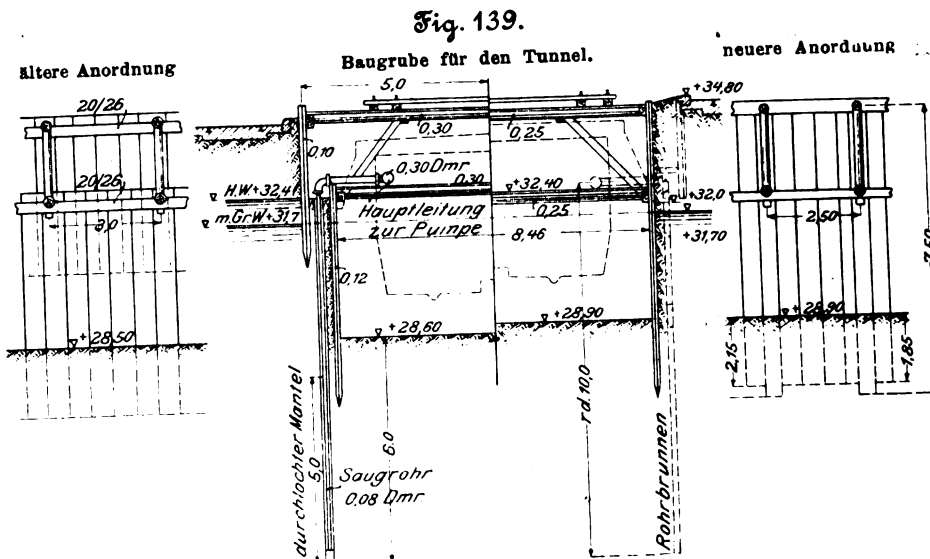 Fig. 139.
Baugrube für den Tunnel.
ältere Anordnung
neuere Anordnung
5,0
+34,80
20/26
0,30
0,25
0,10
0,30 Dmr
20/26
H.W+32,41
0,30
+32,40
+32,0
m.GrW+31,7
Hauptleitung
zur Pumpe
0,25
8,46
+31,70
3,0
2,50
7,50
0,12
+28,50
+28,60
+28,90
+28,90
2,15
1,85
durchlochter Mantel
5,0
6,0
rd.10,0
Rohrbrunnen
Saugrohr
0,08 Dmr